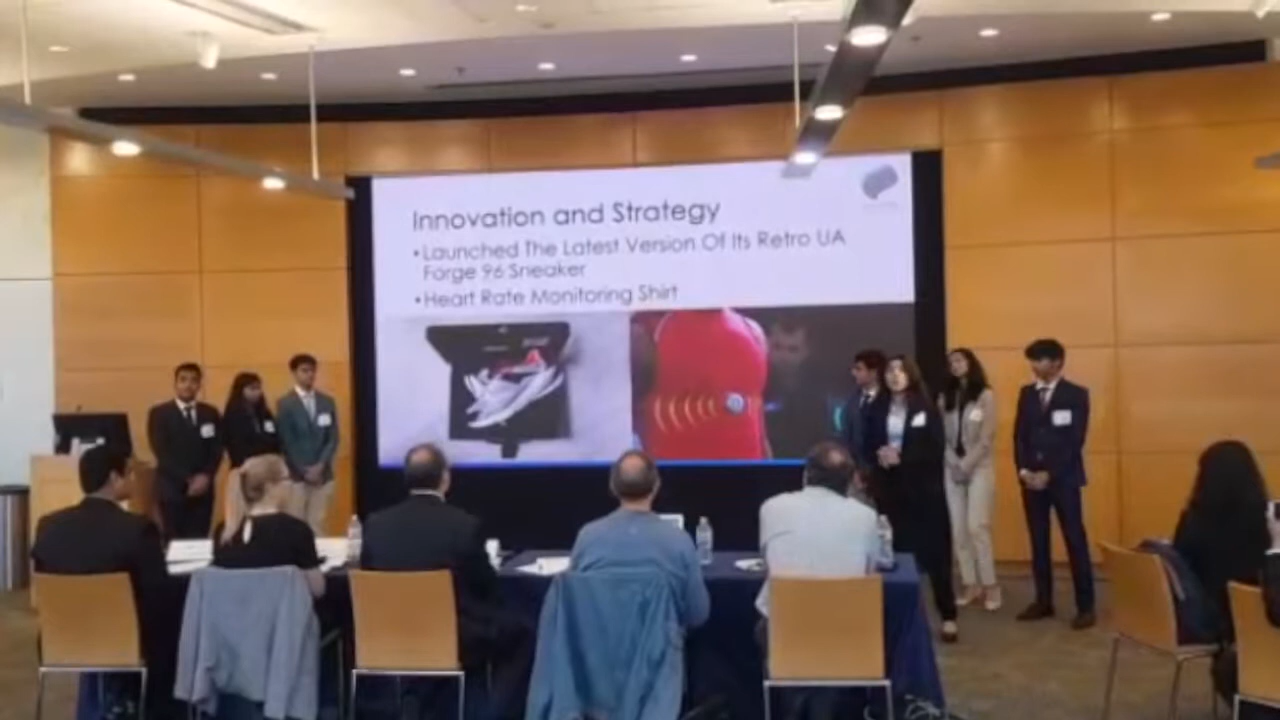 Innovation and Strategy
•Launched The Latest Version Of Its Retro UA
Forge 96 Sneaker
•Heart Rate Monitoring Shirt